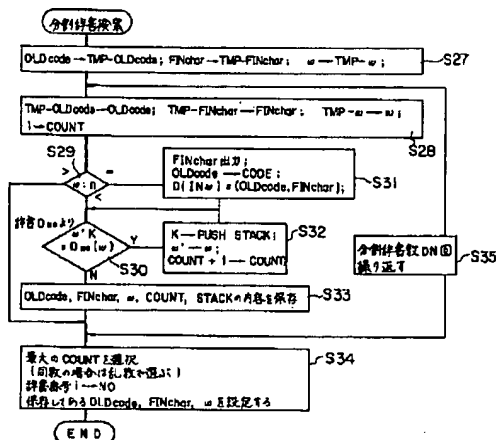 分割辞書検索
OLDcode→TMP-OLDcode; FINchar→TMP-FINchar; ω→TMP-ω;
S27
TMP-OLDcode→OLDcode; TMP-FINchar→FINchar; TMP-ω→ω;
1→COUNT
S28
S29
> ω:n =
<
FINchar出力;
OLDcode→CODE;
D(IN ω)=(OLDcode,FINchar);
S31
辞書D より
ω'K
(ω)
Y
S30
N
K→PUSH STACK;
ω'→ω;
COUNT+1→COUNT
S32
分割辞書数DN回
繰り返す
S35
OLDcode, FINchar, ω, COUNT, STACKの内容を保存
S33
最大のCOUNTを選択
(同数の場合は乱数で選ぶ)
辞書番号i→NO
保存してあるOLDcode, FINchar, ωを設定する
S34
END